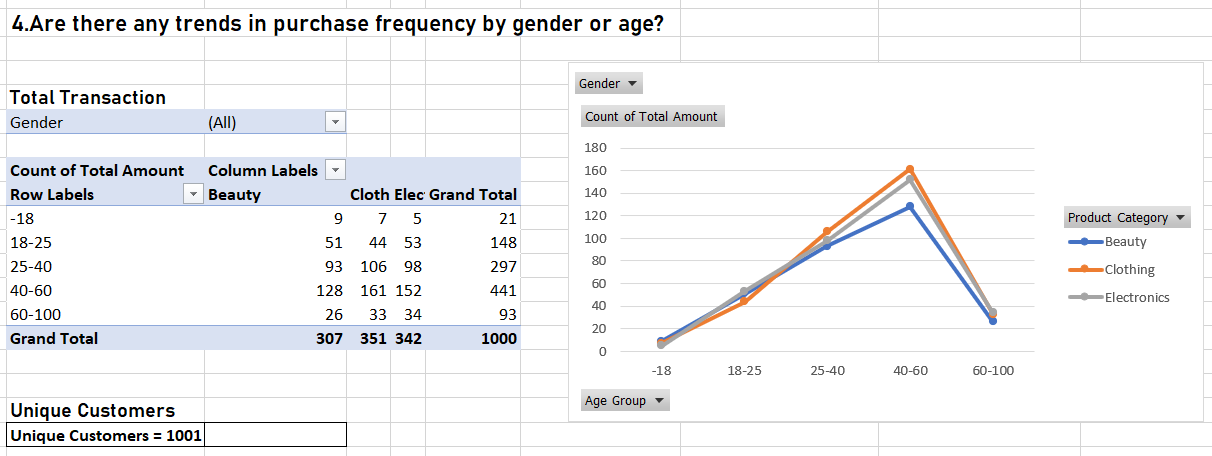 4.Are there any trends in purchase frequency by gender or age?
Total Transaction
Gender (All)
Count of Total Amount Column Labels
Row Labels Beauty Cloth Elec Grand Total
-18 9 7 5 21
18-25 51 44 53 148
25-40 93 106 98 297
40-60 128 161 152 441
60-100 26 33 34 93
Grand Total 307 351 342 1000
Unique Customers
Unique Customers = 1001
Gender
Count of Total Amount
180
160
140
120
100
80
60
40
20
0
-18 18-25 25-40 40-60 60-100
Age Group
Product Category
Beauty
Clothing
Electronics